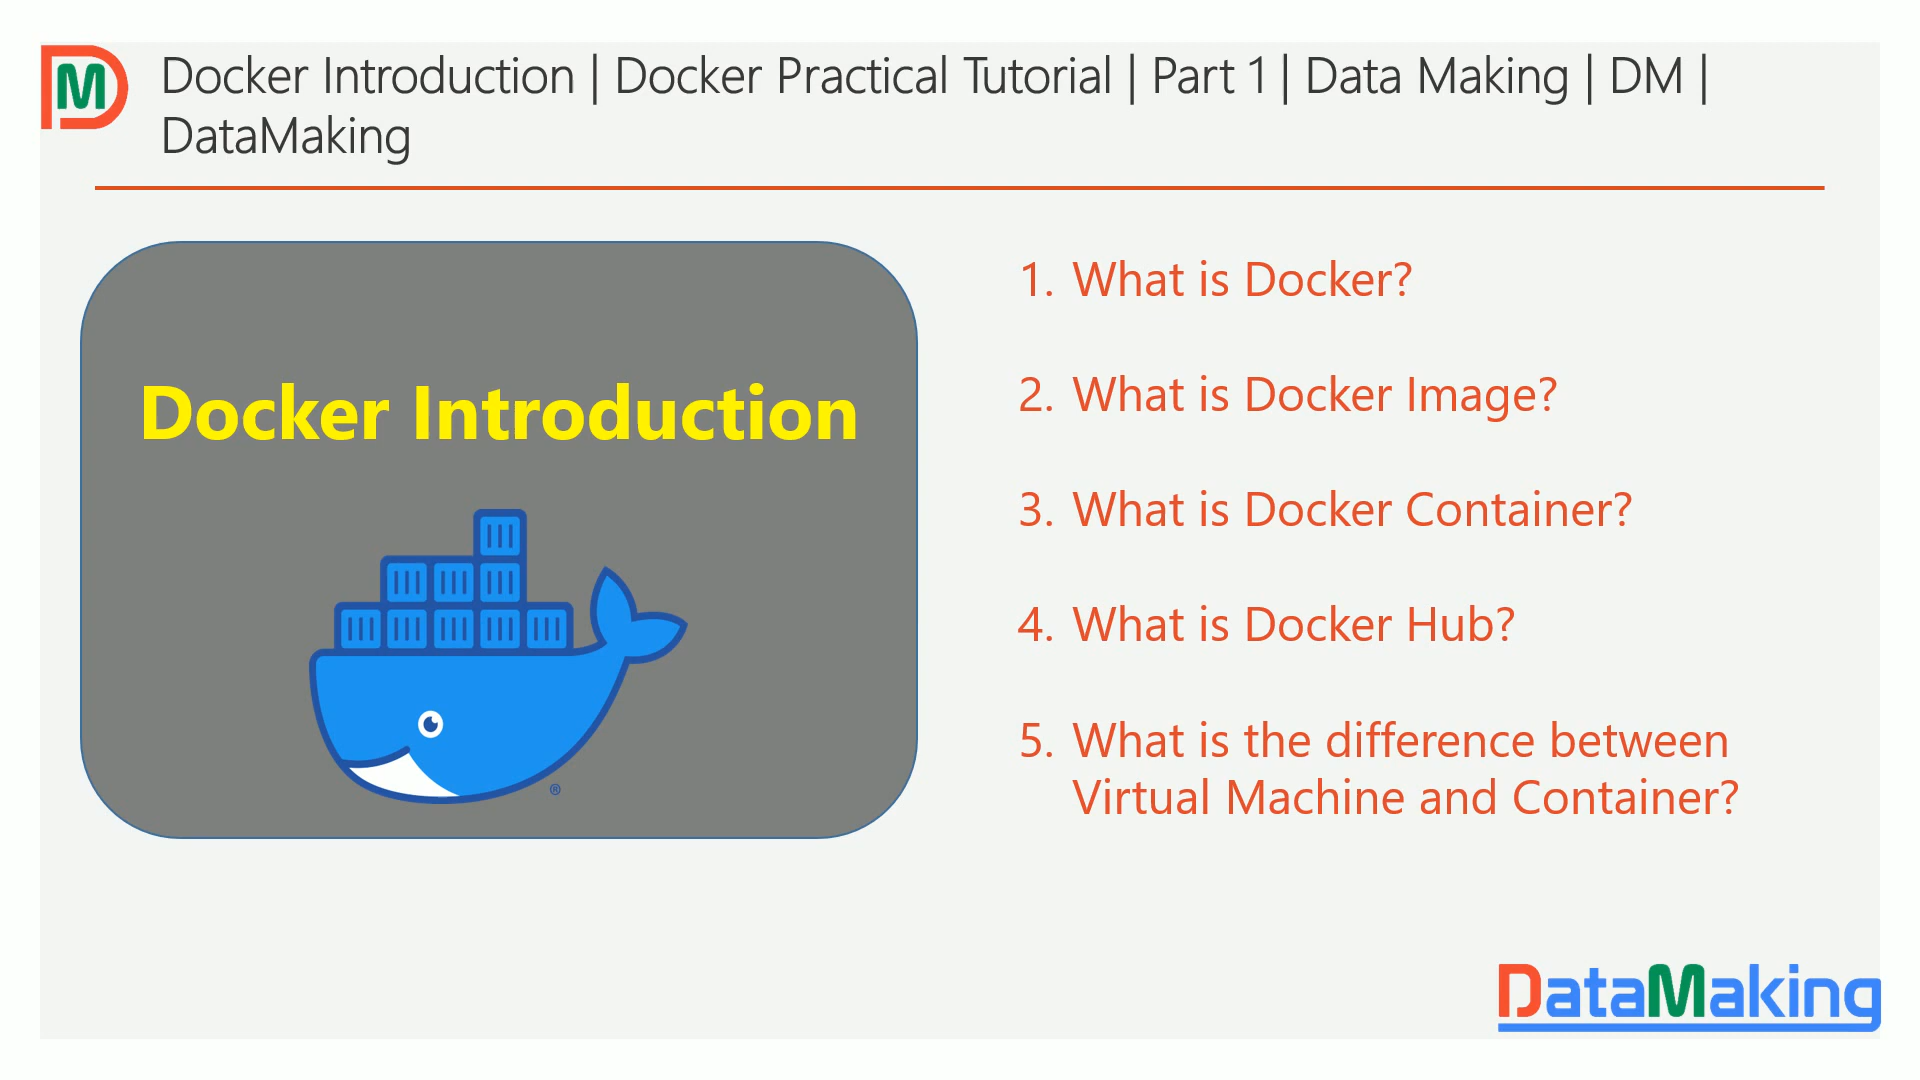 DM
Docker Introduction | Docker Practical Tutorial | Part 1 | Data Making | DM |
DataMaking
Docker Introduction
®
1. What is Docker?
2. What is Docker Image?
3. What is Docker Container?
4. What is Docker Hub?
5. What is the difference between
Virtual Machine and Container?
DataMaking